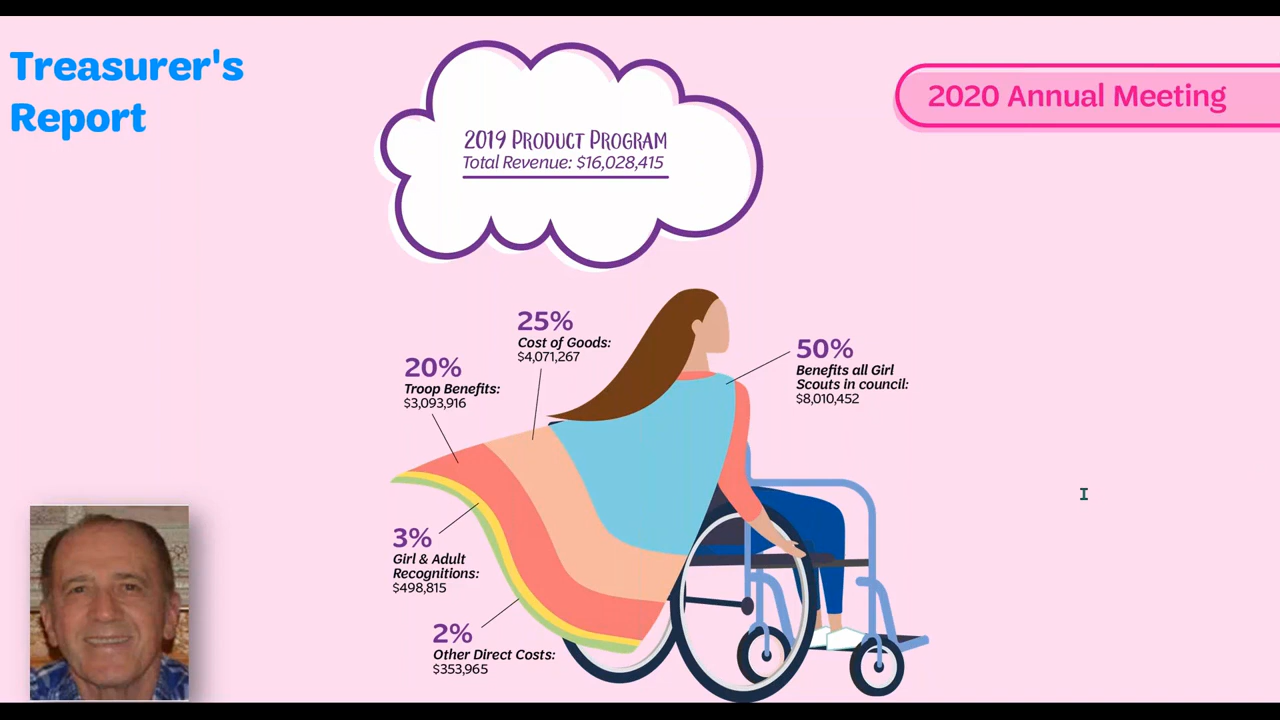 Treasurer's
Report
2019 PRODUCT PROGRAM
Total Revenue: $16,028,415
2020 Annual Meeting
25%
Cost of Goods:
$4,071,267
20%
Troop Benefits:
$3,093,916
50%
Benefits all Girl
Scouts in council:
$8,010,452
3%
Girl & Adult
Recognitions:
$498,815
2%
Other Direct Costs:
$353,965